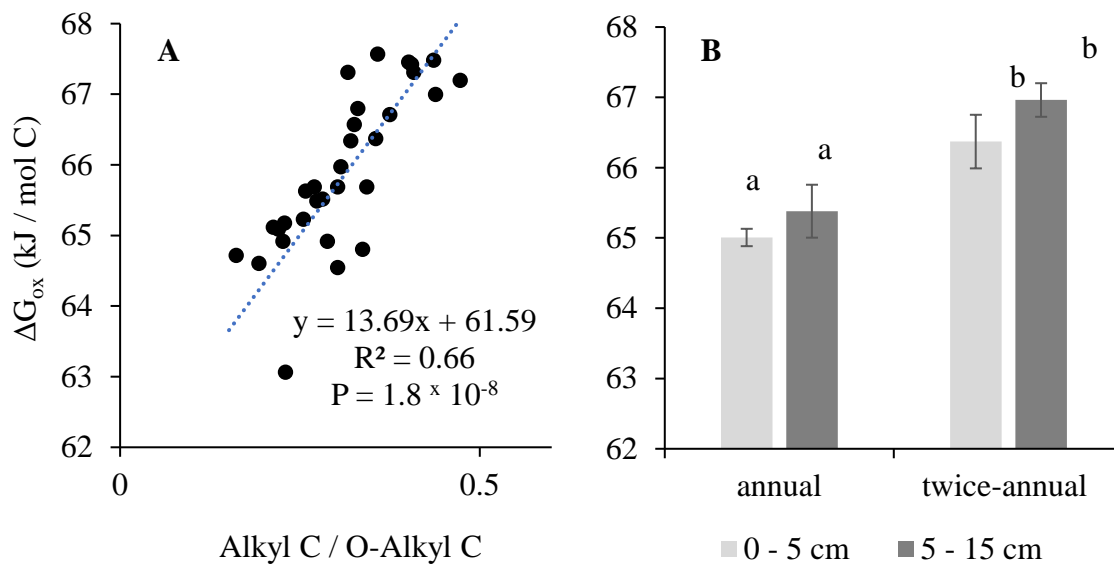 A
68
67
66
65
64
63
62
ΔGox (kJ / mol C)
y = 13.69x + 61.59
R² = 0.66
P = 1.8 x 10-8
0
0.5
Alkyl C / O-Alkyl C
B
68
67
66
65
64
63
62
a
a
b
b
annual
twice-annual
0 - 5 cm
5 - 15 cm